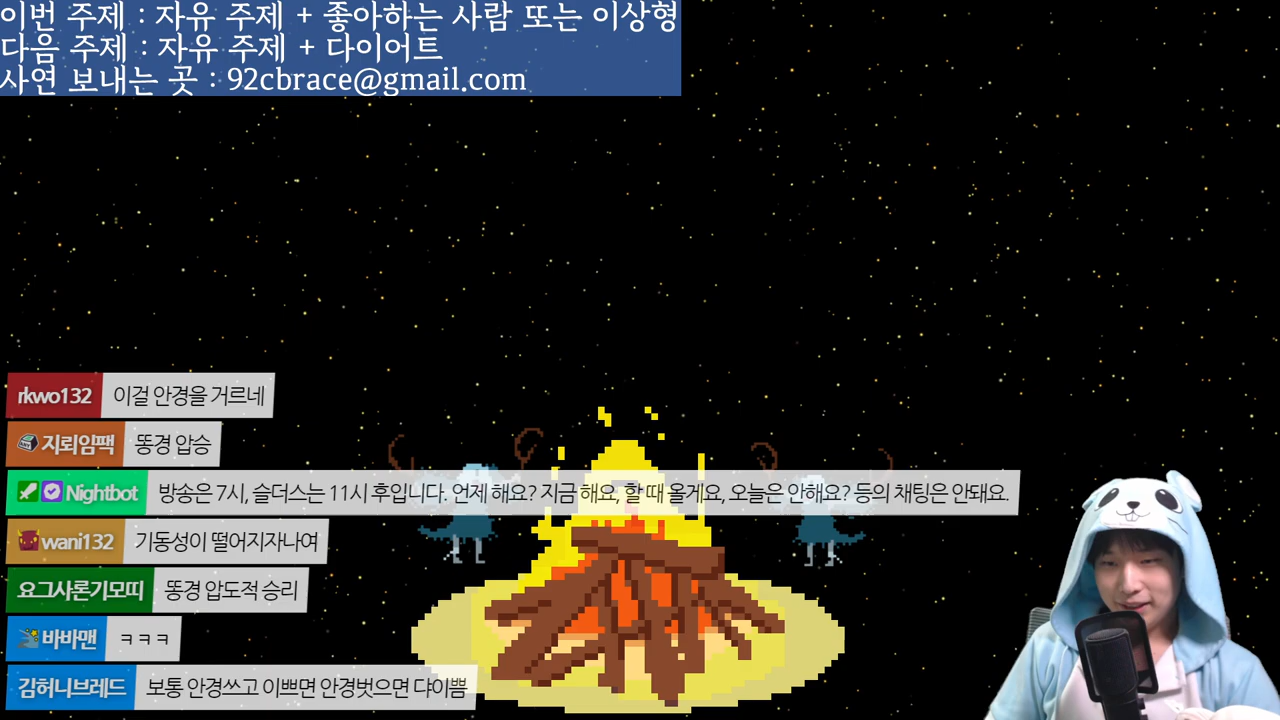 이번 주제 : 자유 주제 + 좋아하는 사람 또는 이상형
다음 주제 : 자유 주제 + 다이어트
사연 보내는 곳 : 92cbrace@gmail.com
rkwo132 이걸 안경을 거르네
지뢰임팩 똥경 압승
Nightbot 방송은 7시, 슬더스는 11시 후입니다. 언제 해요? 지금 해요, 할 때 올게요, 오늘은 안해요? 등의 채팅은 안돼요.
wani132 기동성이 떨어지자나여
요그사론기모띠 똥경 압도적 승리
바바맨 ㅋㅋㅋ
김허니브레드 보통 안경쓰고 이쁘면 안경벗으면 댜이쁨